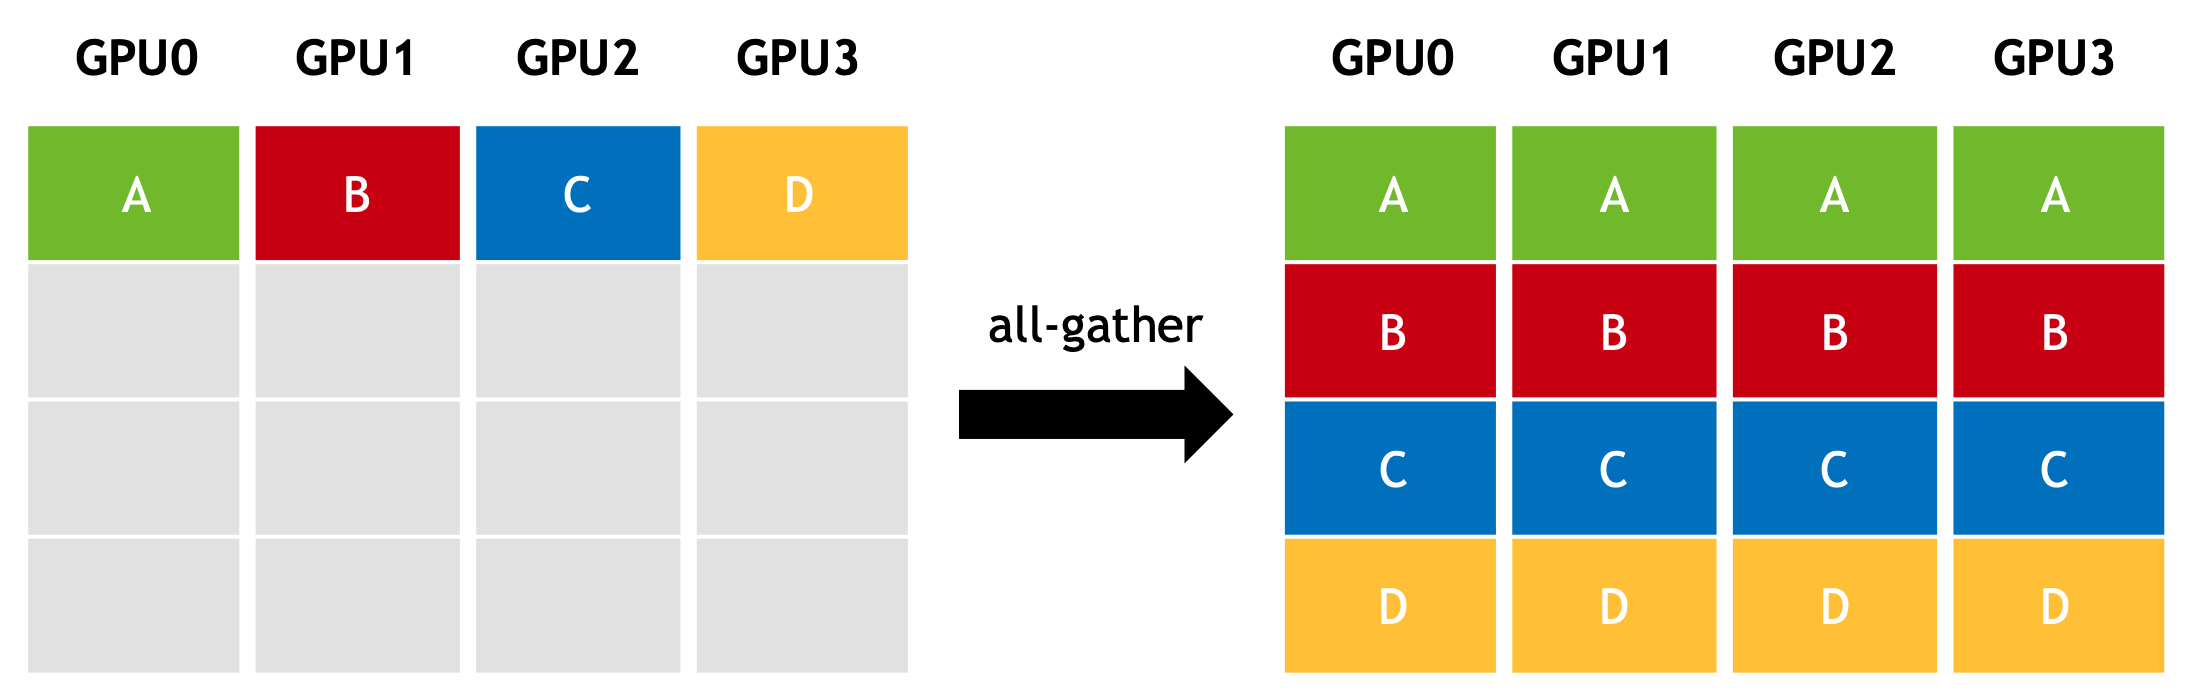 GPU0 GPU1 GPU2 GPU3 GPU0 GPU1 GPU2 GPU3
A B C D A A A A
B B B B
all-gather
C C C C
D D D D